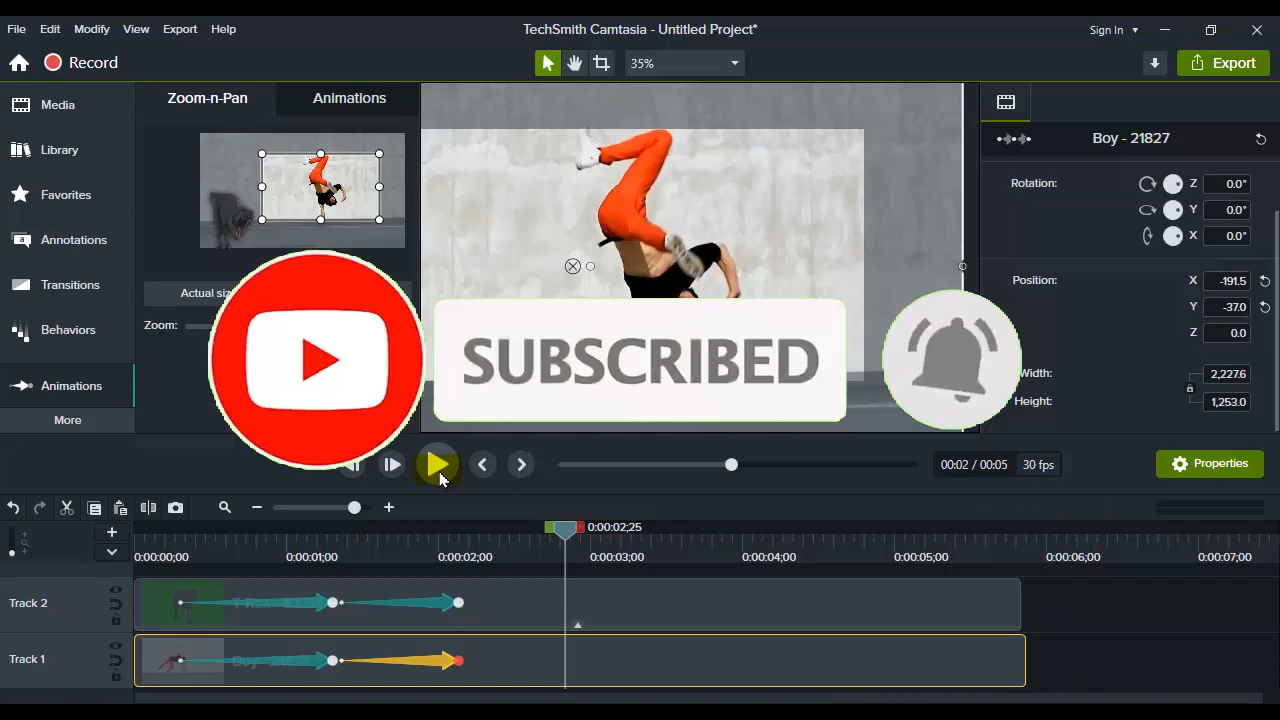 File Edit Modify View Export Help
TechSmith Camtasia - Untitled Project*
Sign In
Record
35%
Export
Media
Library
Favorites
Annotations
Transitions
Behaviors
Animations
More
Zoom-n-Pan
Animations
Actual si
Zoom:
SUBSCRIBED
Boy - 21827
Rotation:
Z 0.0°
Y 0.0°
X 0.0°
Position:
X -191.5
Y -37.0
Z 0.0
Width: 2,227.6
Height: 1,253.0
00:02 / 00:05 30 fps
Properties
0:00:02;25
0:00:00;00 0:00:01;00 0:00:02;00 0:00:03;00 0:00:04;00 0:00:05;00 0:00:06;00 0:00:07;00
Track 2
Track 1